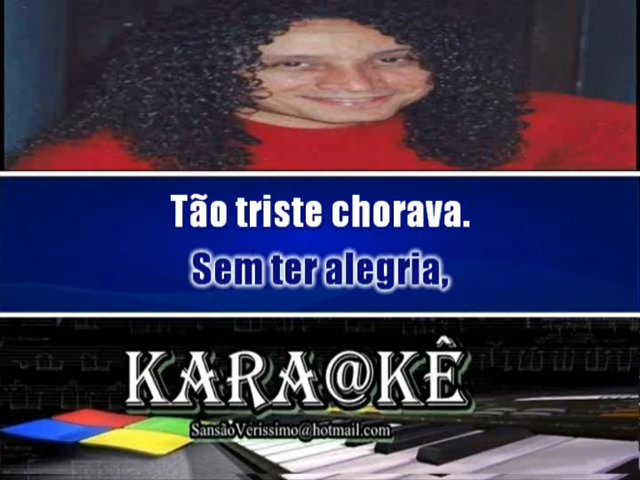 Tão triste chorava.
Sem ter alegria,
KARA@KÊ
SansãoVerissimo@hotmail.com